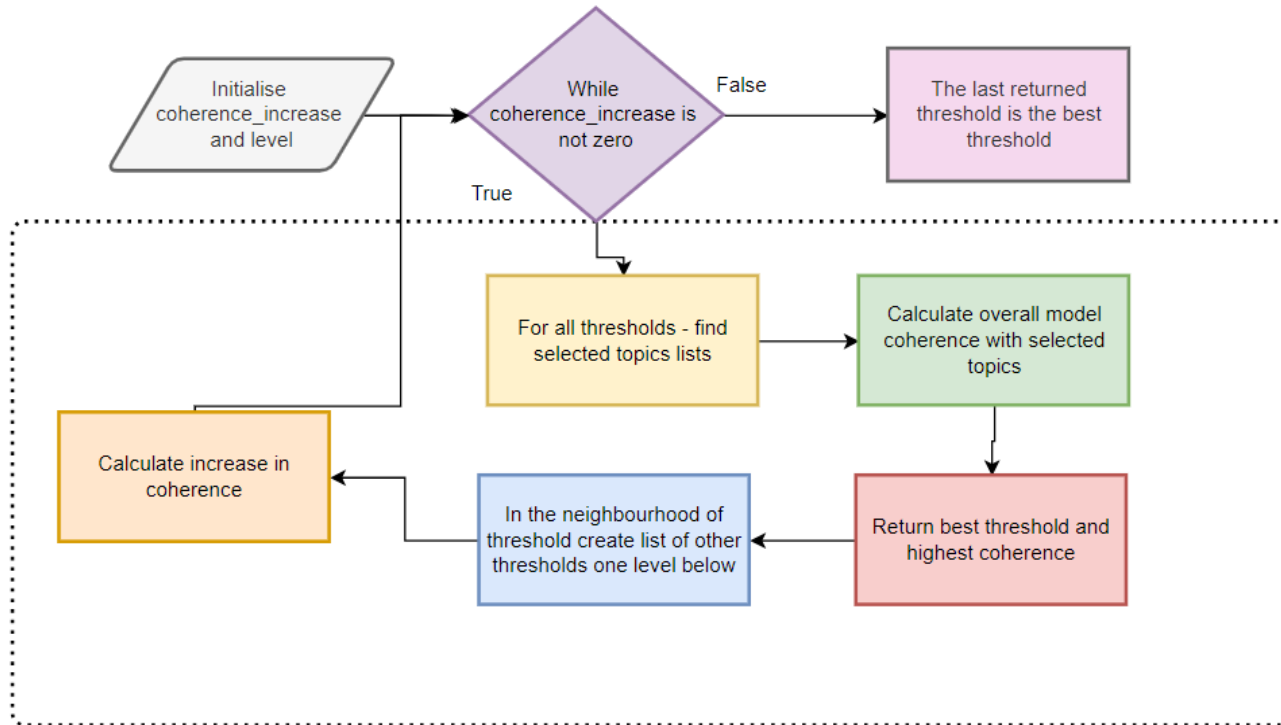 Initialise
coherence_increase
and level
While
coherence_increase is
not zero
False
The last returned
threshold is the best
threshold
True
For all thresholds - find
selected topics lists
Calculate overall model
coherence with selected
topics
Calculate increase in
coherence
In the neighbourhood of
threshold create list of other
thresholds one level below
Return best threshold and
highest coherence